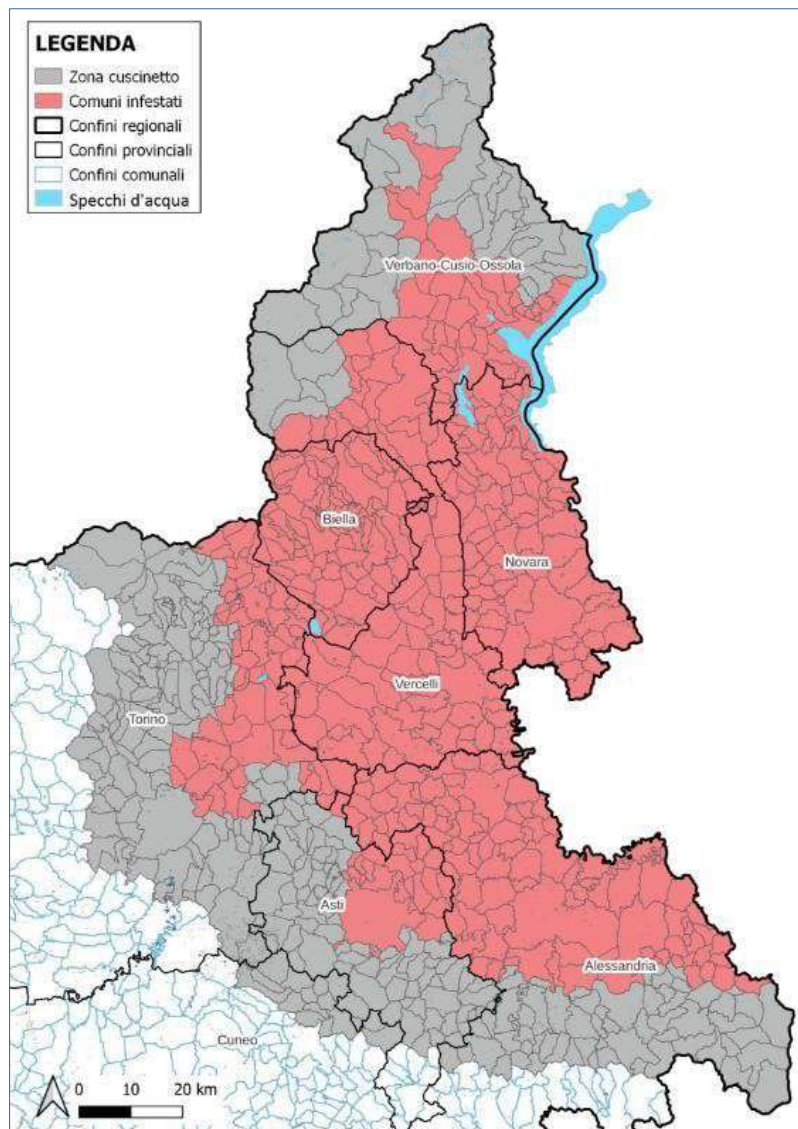 LEGENDA
Zona cuscinetto
Comuni infestati
Confini regionali
Confini provinciali
Confini comunali
Specchi d'acqua
Verbano-Cusio-Ossola
Biella
Novara
Vercelli
Torino
Asti
Alessandria
Cuneo
0 10 20 km